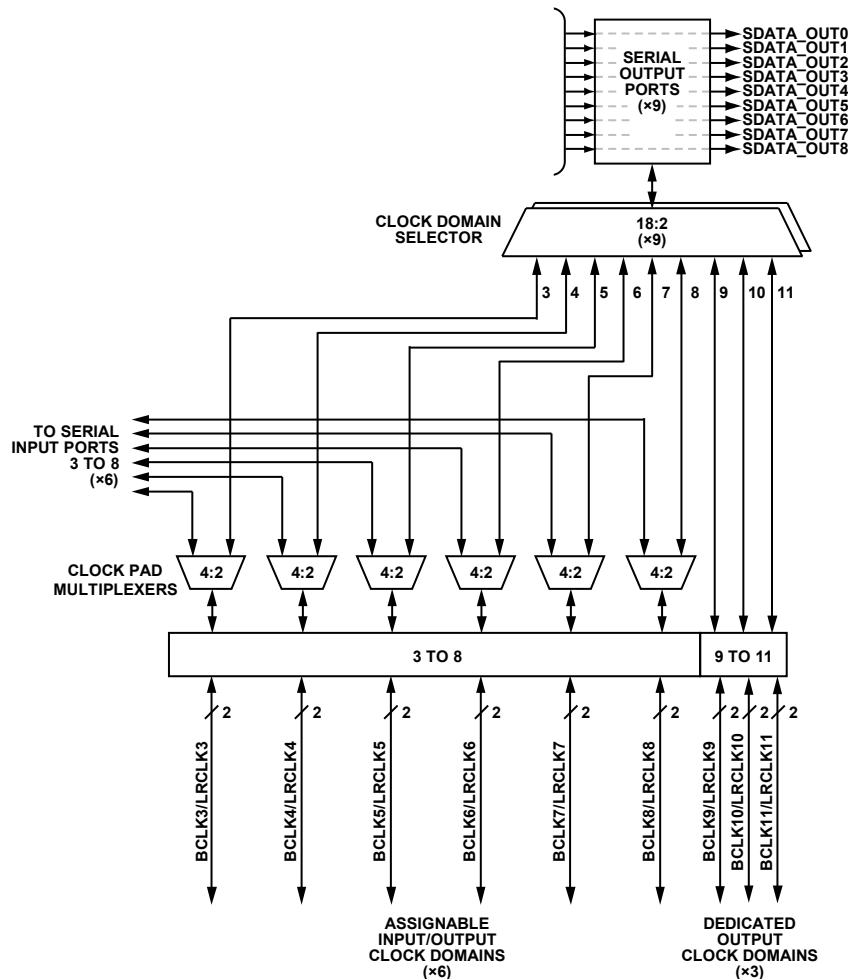 SERIAL
OUTPUT
PORTS
(×9)
SDATA_OUT0
SDATA_OUT1
SDATA_OUT2
SDATA_OUT3
SDATA_OUT4
SDATA_OUT5
SDATA_OUT6
SDATA_OUT7
SDATA_OUT8
CLOCK DOMAIN
SELECTOR
18:2
(×9)
3 4 5 6 7 8 9 10 11
TO SERIAL
INPUT PORTS
3 TO 8
(×6)
CLOCK PAD
MULTIPLEXERS
4:2 4:2 4:2 4:2 4:2 4:2
3 TO 8
9 TO 11
2 2 2 2 2 2 2 2 2
BCLK3/LRCLK3
BCLK4/LRCLK4
BCLK5/LRCLK5
BCLK6/LRCLK6
BCLK7/LRCLK7
BCLK8/LRCLK8
BCLK9/LRCLK9
BCLK10/LRCLK10
BCLK11/LRCLK11
ASSIGNABLE
INPUT/OUTPUT
CLOCK DOMAINS
(×6)
DEDICATED
OUTPUT
CLOCK DOMAINS
(×3)